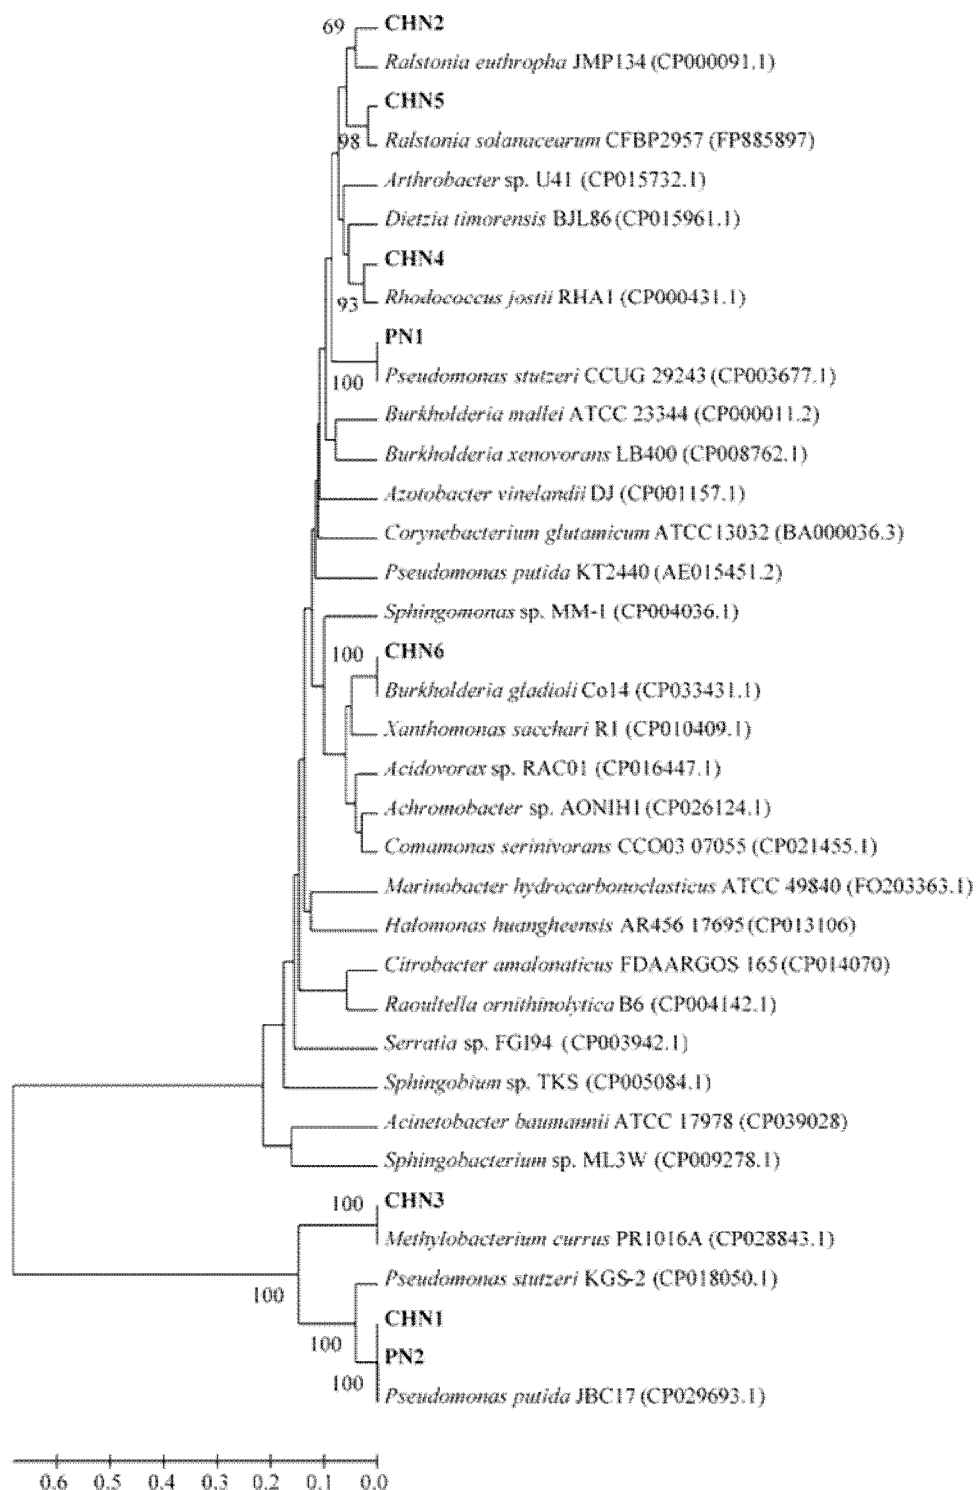 69 CHN2
Ralstonia euthropha JMP134 (CP000091.1)
CHN5
98 Ralstonia solanacearum CFBP2957 (FP885897)
Arthrobacter sp. U41 (CP015732.1)
Dietzia timorensis BJL86 (CP015961.1)
CHN4
93 Rhodococcus jostii RHA1 (CP000431.1)
PN1
100 Pseudomonas stutzeri CCUG 29243 (CP003677.1)
Burkholderia mallei ATCC 23344 (CP000011.2)
Burkholderia xenovorans LB400 (CP008762.1)
Azotobacter vinelandii DJ (CP001157.1)
Corynebacterium glutamicum ATCC13032 (BA000036.3)
Pseudomonas putida KT2440 (AE015451.2)
Sphingomonas sp. MM-1 (CP004036.1)
100 CHN6
Burkholderia gladioli Co14 (CP033431.1)
Xanthomonas sacchari R1 (CP010409.1)
Acidovorax sp. RAC01 (CP016447.1)
Achromobacter sp. AONIH1 (CP026124.1)
Comamonas serinivorans CCO03 07055 (CP021455.1)
Marinobacter hydrocarbonoclasticus ATCC 49840 (FO203363.1)
Halomonas huangheensis AR456 17695 (CP013106)
Citrobacter amalonaticus FDAARGOS 165 (CP014070)
Raoultella ornithinolytica B6 (CP004142.1)
Serratia sp. FGI94 (CP003942.1)
Sphingobium sp. TKS (CP005084.1)
Acinetobacter baumannii ATCC 17978 (CP039028)
Sphingobacterium sp. ML3W (CP009278.1)
100 CHN3
Methylobacterium currus PR1016A (CP028843.1)
Pseudomonas stutzeri KGS-2 (CP018050.1)
100
CHN1
100
PN2
100 Pseudomonas putida JBC17 (CP029693.1)
0.6 0.5 0.4 0.3 0.2 0.1 0.0